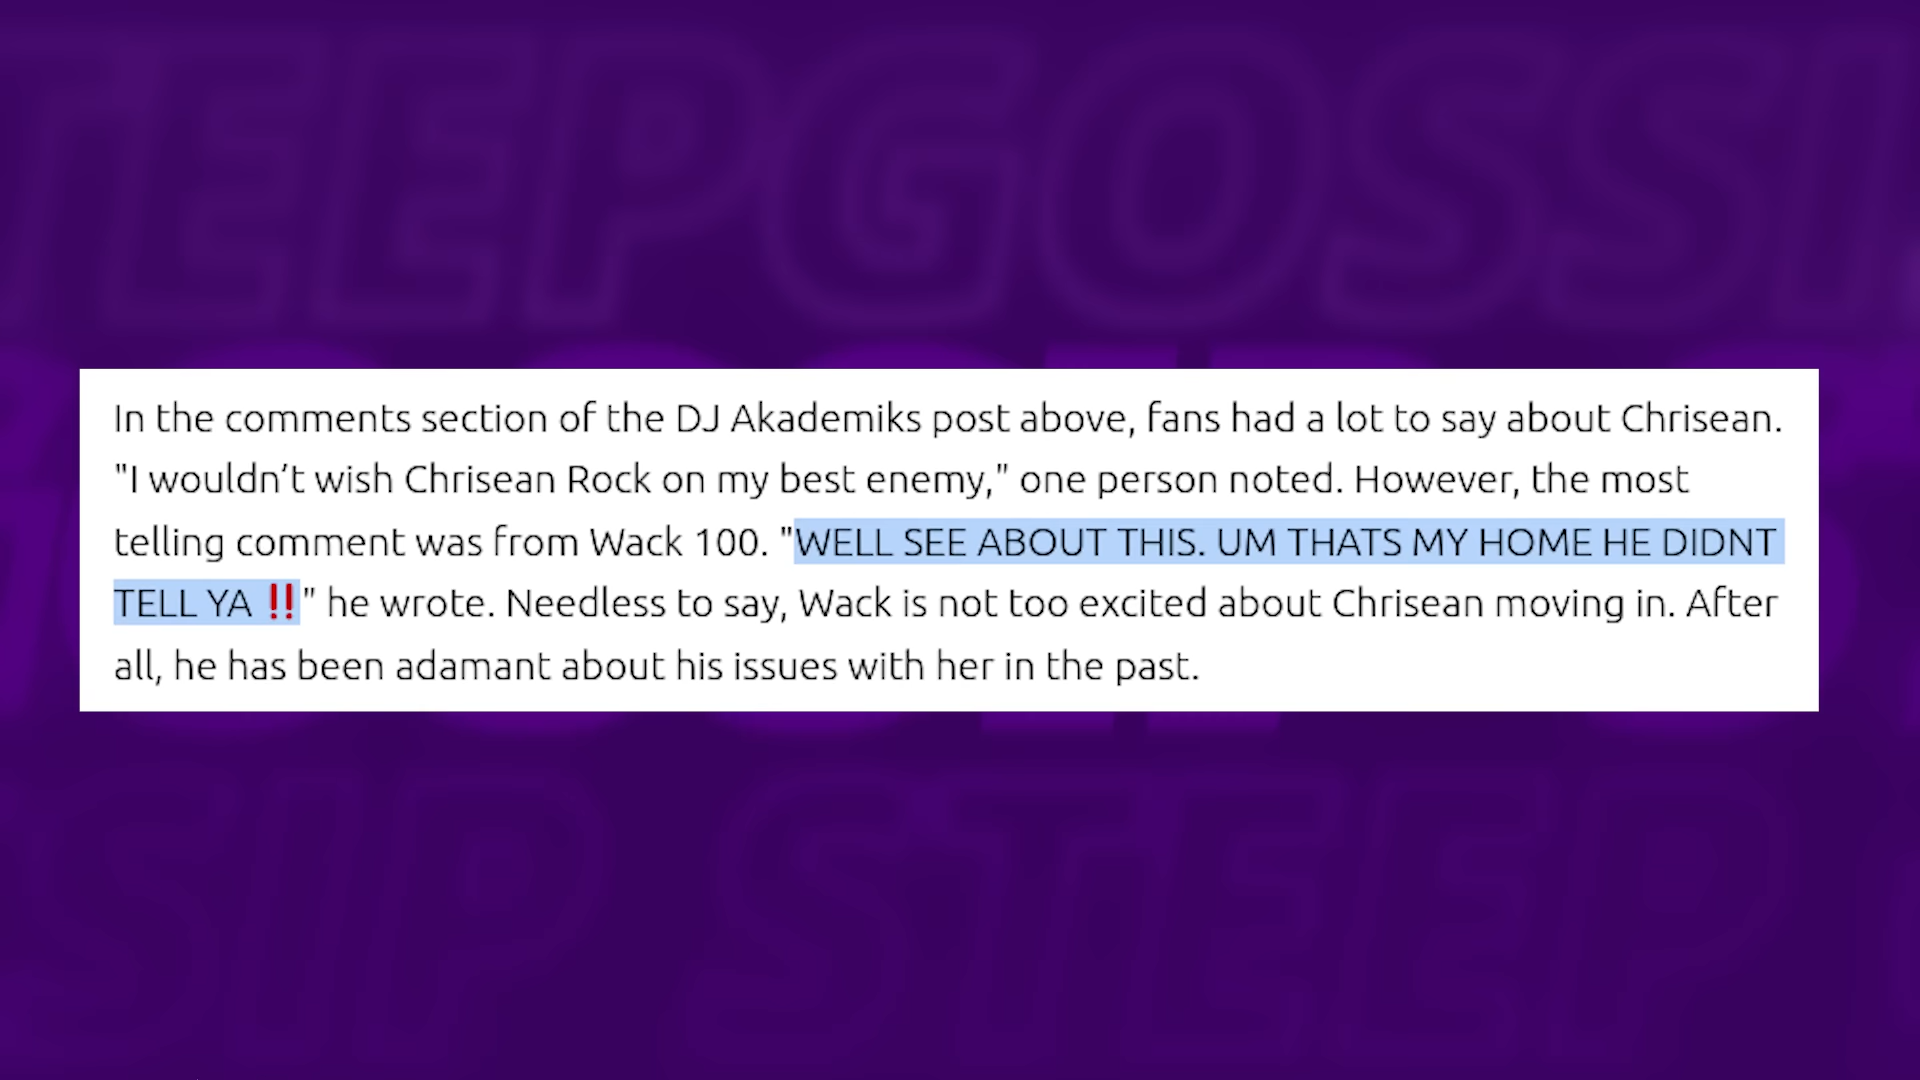 TEEPGOSSI
In the comments section of the DJ Akademiks post above, fans had a lot to say about Chrisean.
"I wouldn’t wish Chrisean Rock on my best enemy," one person noted. However, the most
telling comment was from Wack 100. "WELL SEE ABOUT THIS. UM THATS MY HOME HE DIDNT
TELL YA ‼️" he wrote. Needless to say, Wack is not too excited about Chrisean moving in. After
all, he has been adamant about his issues with her in the past.
SIP STEEP